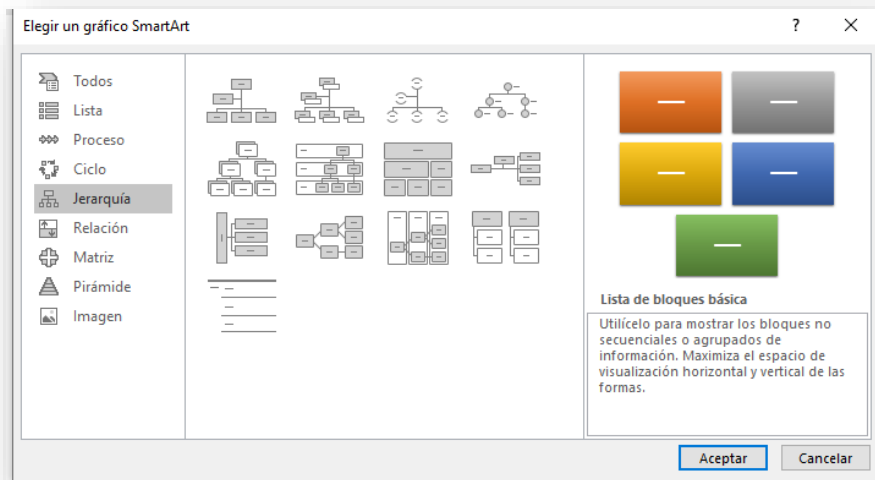 Elegir un gráfico SmartArt
?
Todos
Lista
Proceso
Ciclo
Jerarquía
Relación
Matriz
Pirámide
Imagen
Lista de bloques básica
Utilícelo para mostrar los bloques no
secuenciales o agrupados de
información. Maximiza el espacio de
visualización horizontal y vertical de las
formas.
Aceptar
Cancelar